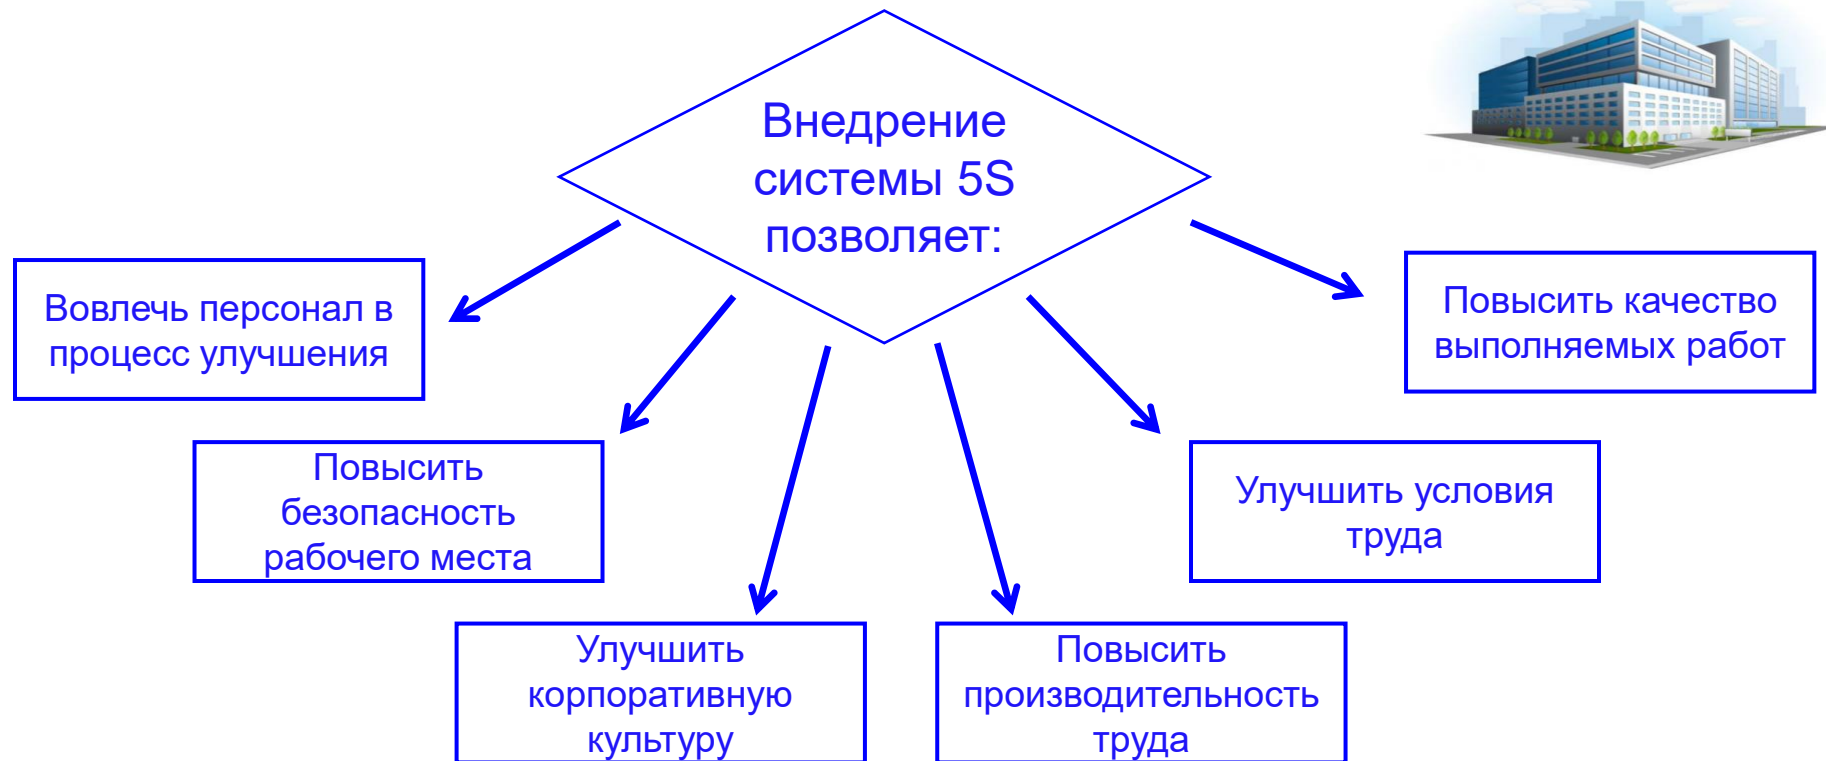 Внедрение
системы 5S
позволяет:
Вовлечь персонал в
процесс улучшения
Повысить
безопасность
рабочего места
Улучшить
корпоративную
культуру
Повысить
производительность
труда
Улучшить условия
труда
Повысить качество
выполняемых работ